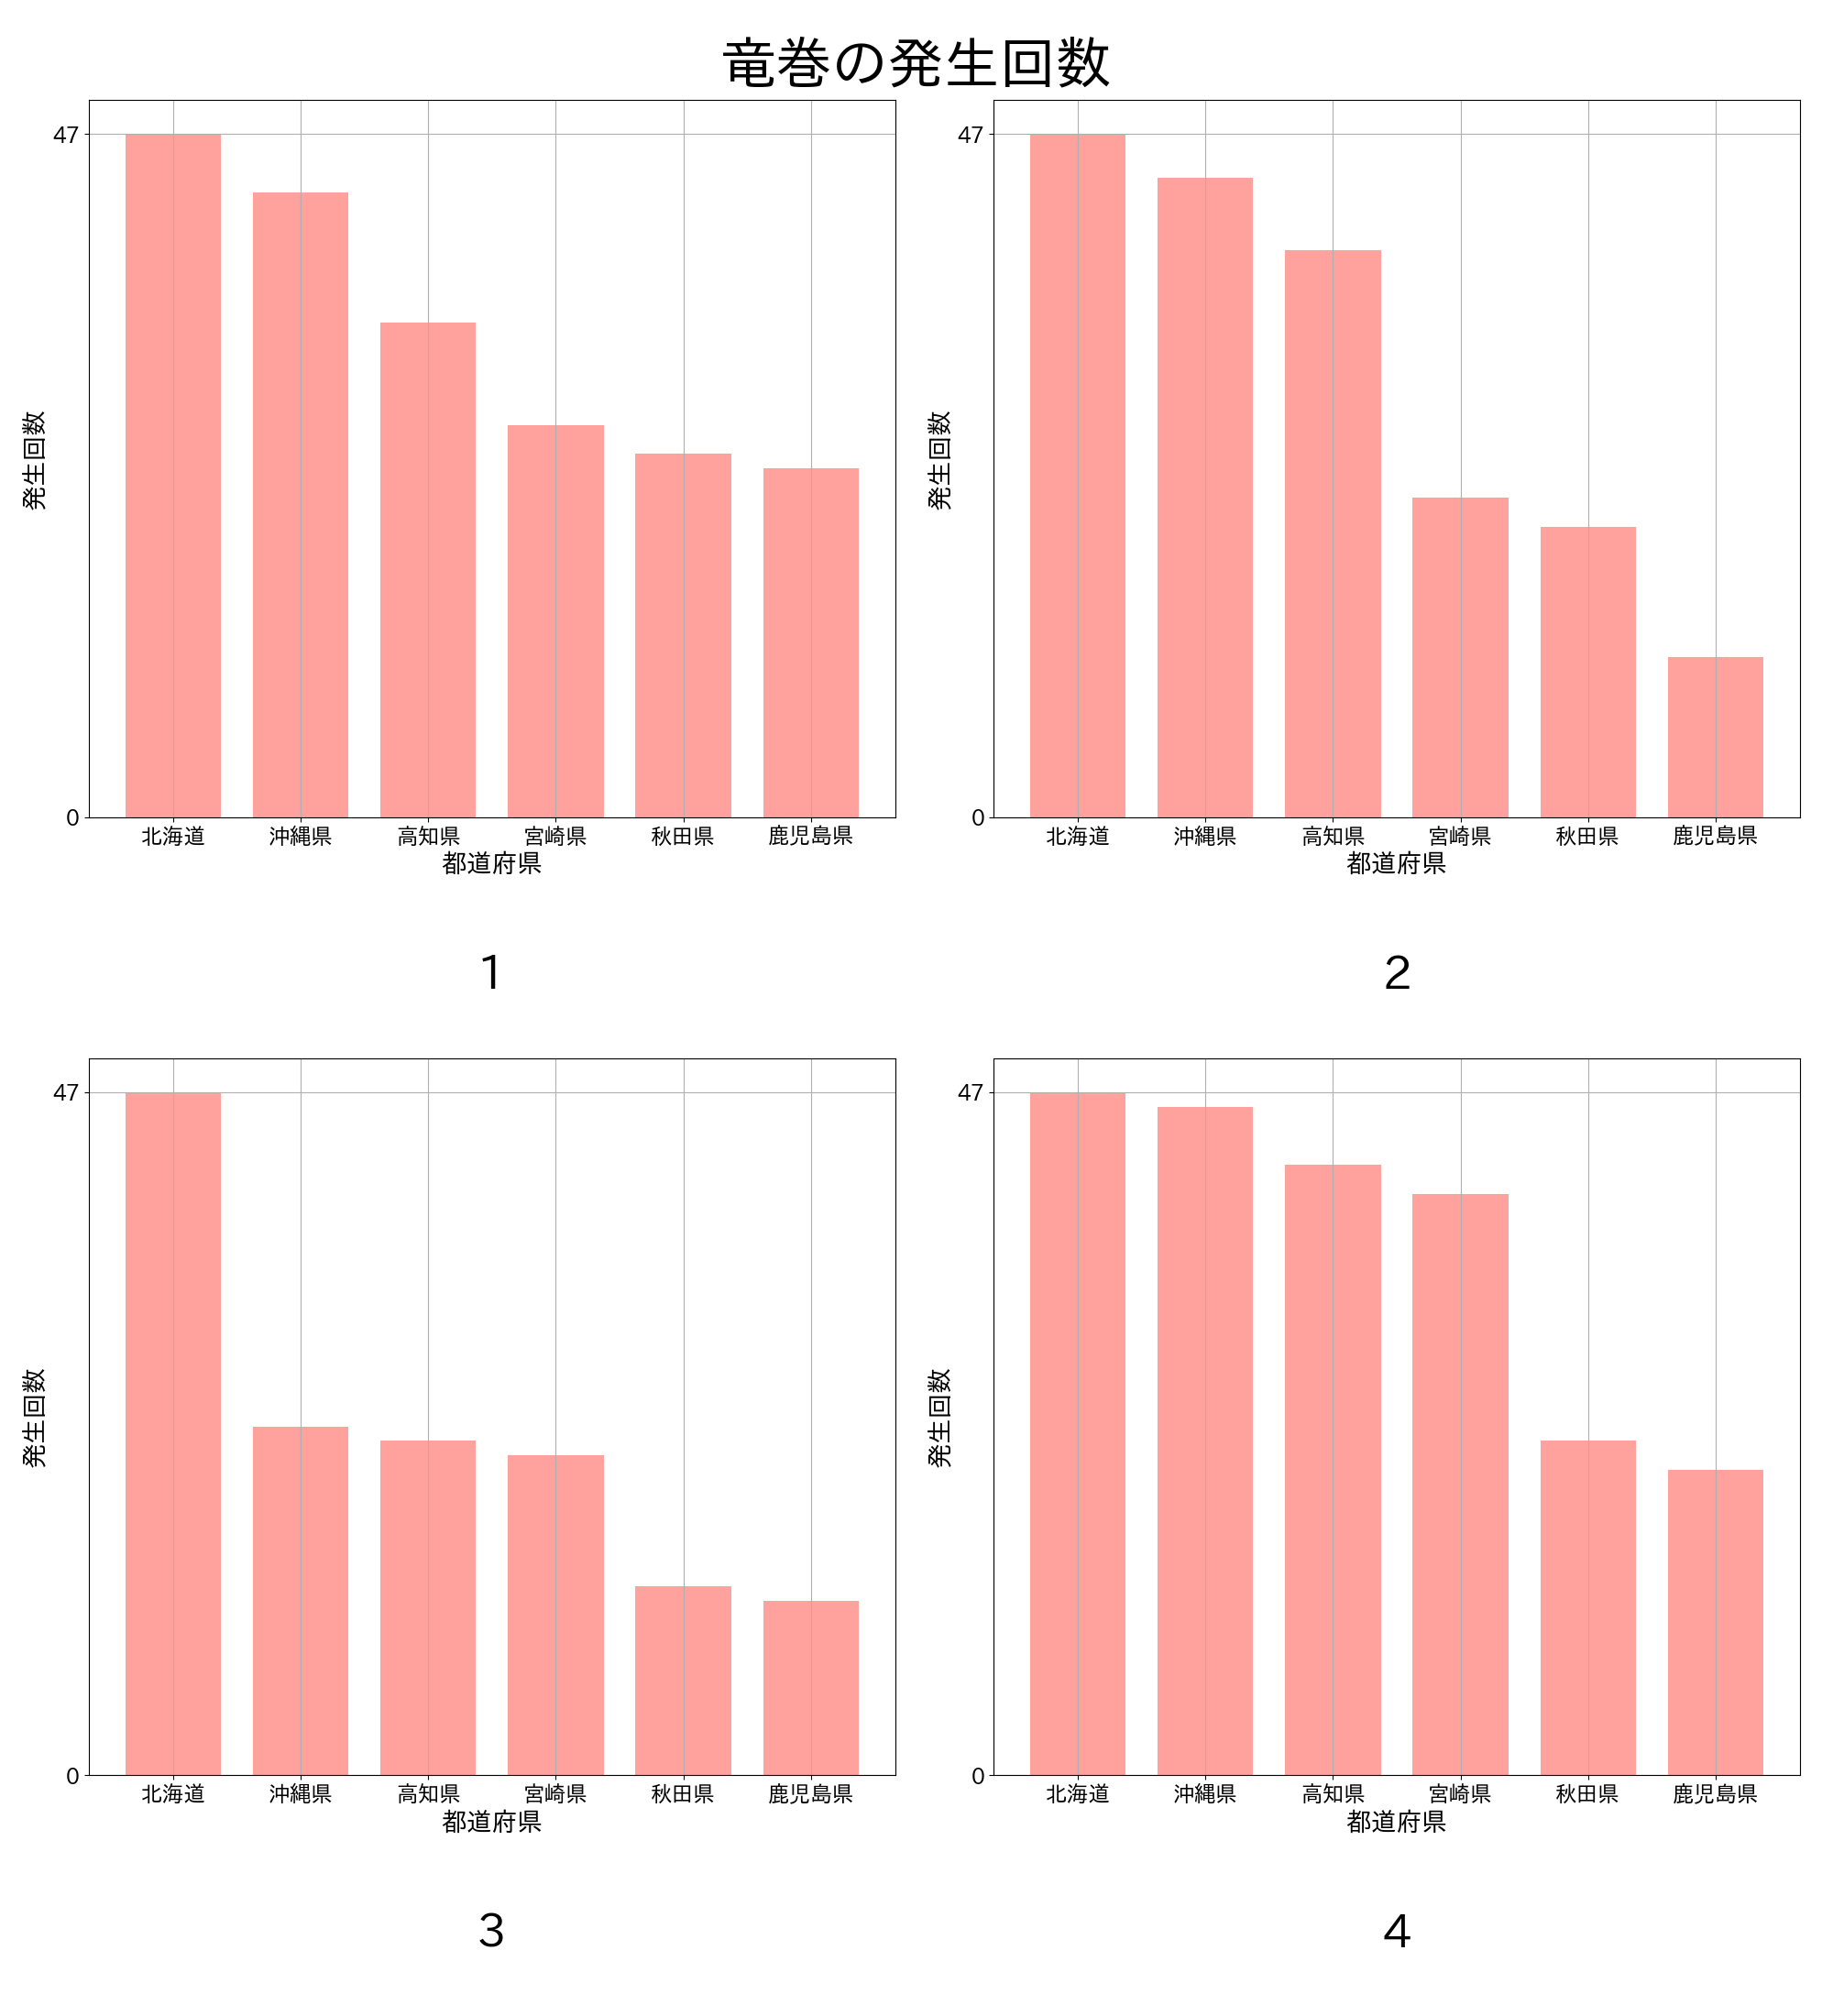 竜巻の発生回数
47
0
発生回数
北海道 沖縄県 高知県 宮崎県 秋田県 鹿児島県
都道府県
1
47
0
発生回数
北海道 沖縄県 高知県 宮崎県 秋田県 鹿児島県
都道府県
2
47
0
発生回数
北海道 沖縄県 高知県 宮崎県 秋田県 鹿児島県
都道府県
3
47
0
発生回数
北海道 沖縄県 高知県 宮崎県 秋田県 鹿児島県
都道府県
4